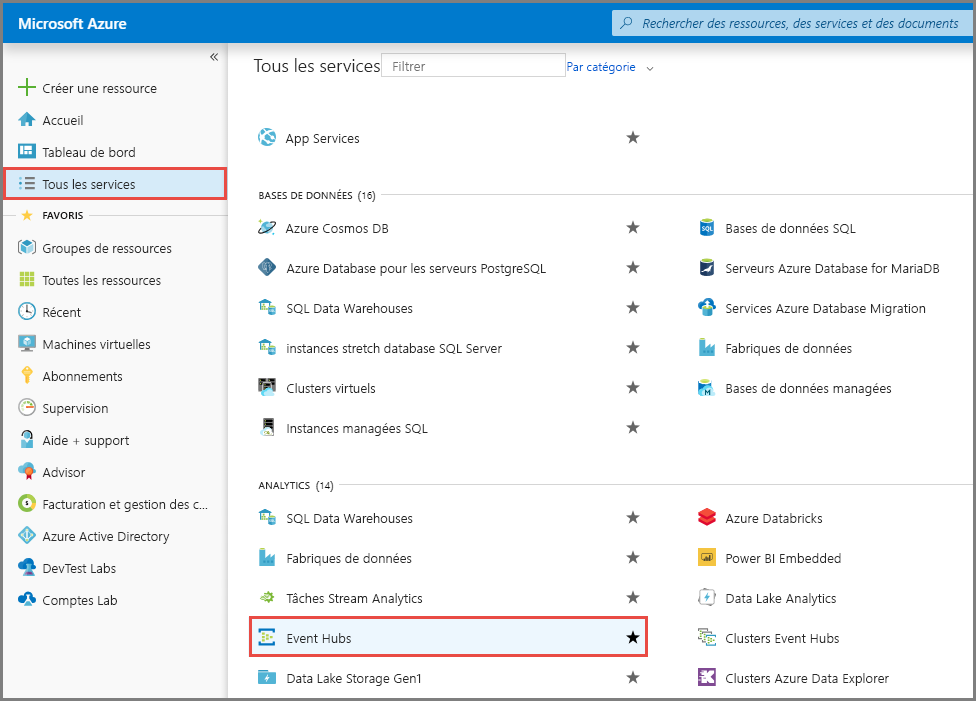 Microsoft Azure
Rechercher des ressources, des services et des documents
«
Créer une ressource
Accueil
Tableau de bord
Tous les services
FAVORIS
Groupes de ressources
Toutes les ressources
Récent
Machines virtuelles
Abonnements
Supervision
Aide + support
Advisor
Facturation et gestion des c...
Azure Active Directory
DevTest Labs
Comptes Lab
Tous les services Filtrer Par catégorie
App Services
BASES DE DONNÉES (16)
Azure Cosmos DB
Bases de données SQL
Azure Database pour les serveurs PostgreSQL
Serveurs Azure Database for MariaDB
SQL Data Warehouses
Services Azure Database Migration
instances stretch database SQL Server
Fabriques de données
Clusters virtuels
Bases de données managées
Instances managées SQL
ANALYTICS (14)
SQL Data Warehouses
Azure Databricks
Fabriques de données
Power BI Embedded
Tâches Stream Analytics
Data Lake Analytics
Event Hubs
Clusters Event Hubs
Data Lake Storage Gen1
Clusters Azure Data Explorer